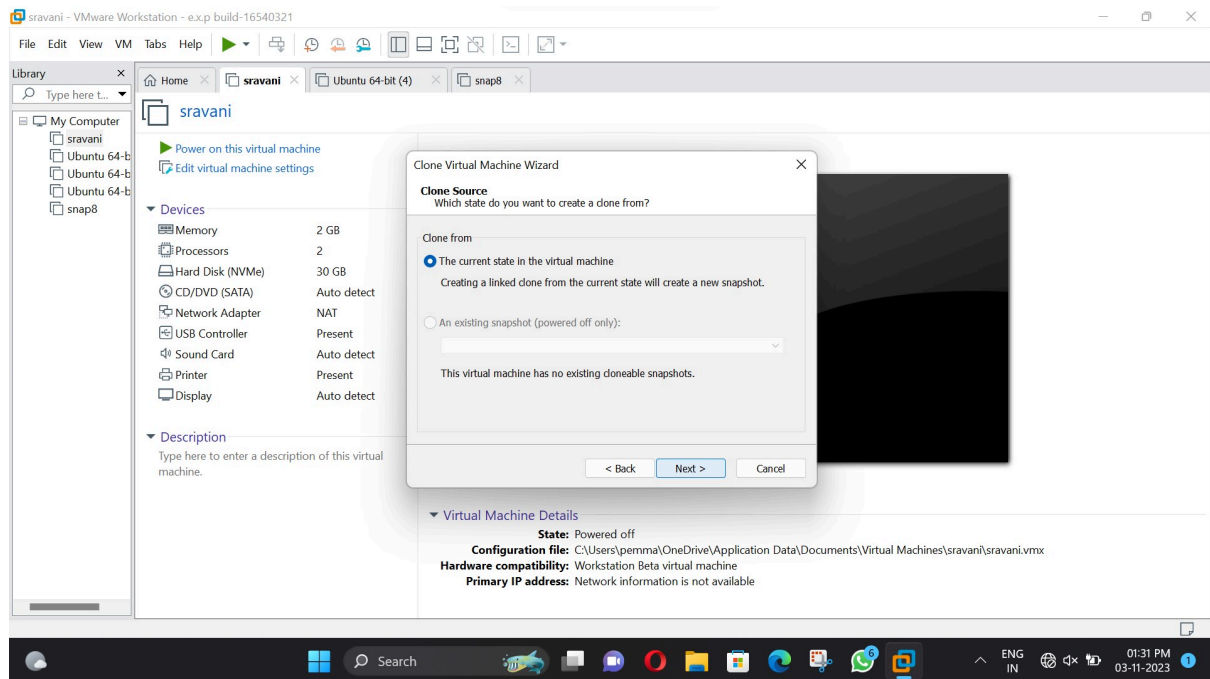 sravani - VMware Workstation - e.x.p build-16540321
File Edit View VM Tabs Help
Library
Type here t...
My Computer
sravani
Ubuntu 64-b
Ubuntu 64-b
Ubuntu 64-b
snap8
Home
sravani
Ubuntu 64-bit (4)
snap8
sravani
Power on this virtual machine
Edit virtual machine settings
Devices
Memory 2 GB
Processors 2
Hard Disk (NVMe) 30 GB
CD/DVD (SATA) Auto detect
Network Adapter NAT
USB Controller Present
Sound Card Auto detect
Printer Present
Display Auto detect
Description
Type here to enter a description of this virtual
machine.
Clone Virtual Machine Wizard
Clone Source
Which state do you want to create a clone from?
Clone from
The current state in the virtual machine
Creating a linked clone from the current state will create a new snapshot.
An existing snapshot (powered off only):
This virtual machine has no existing cloneable snapshots.
< Back Next > Cancel
Virtual Machine Details
State: Powered off
Configuration file: C:\Users\pemma\OneDrive\Application Data\Documents\Virtual Machines\sravani\sravani.vmx
Hardware compatibility: Workstation Beta virtual machine
Primary IP address: Network information is not available
Search
6
ENG
IN
01:31 PM
03-11-2023
1